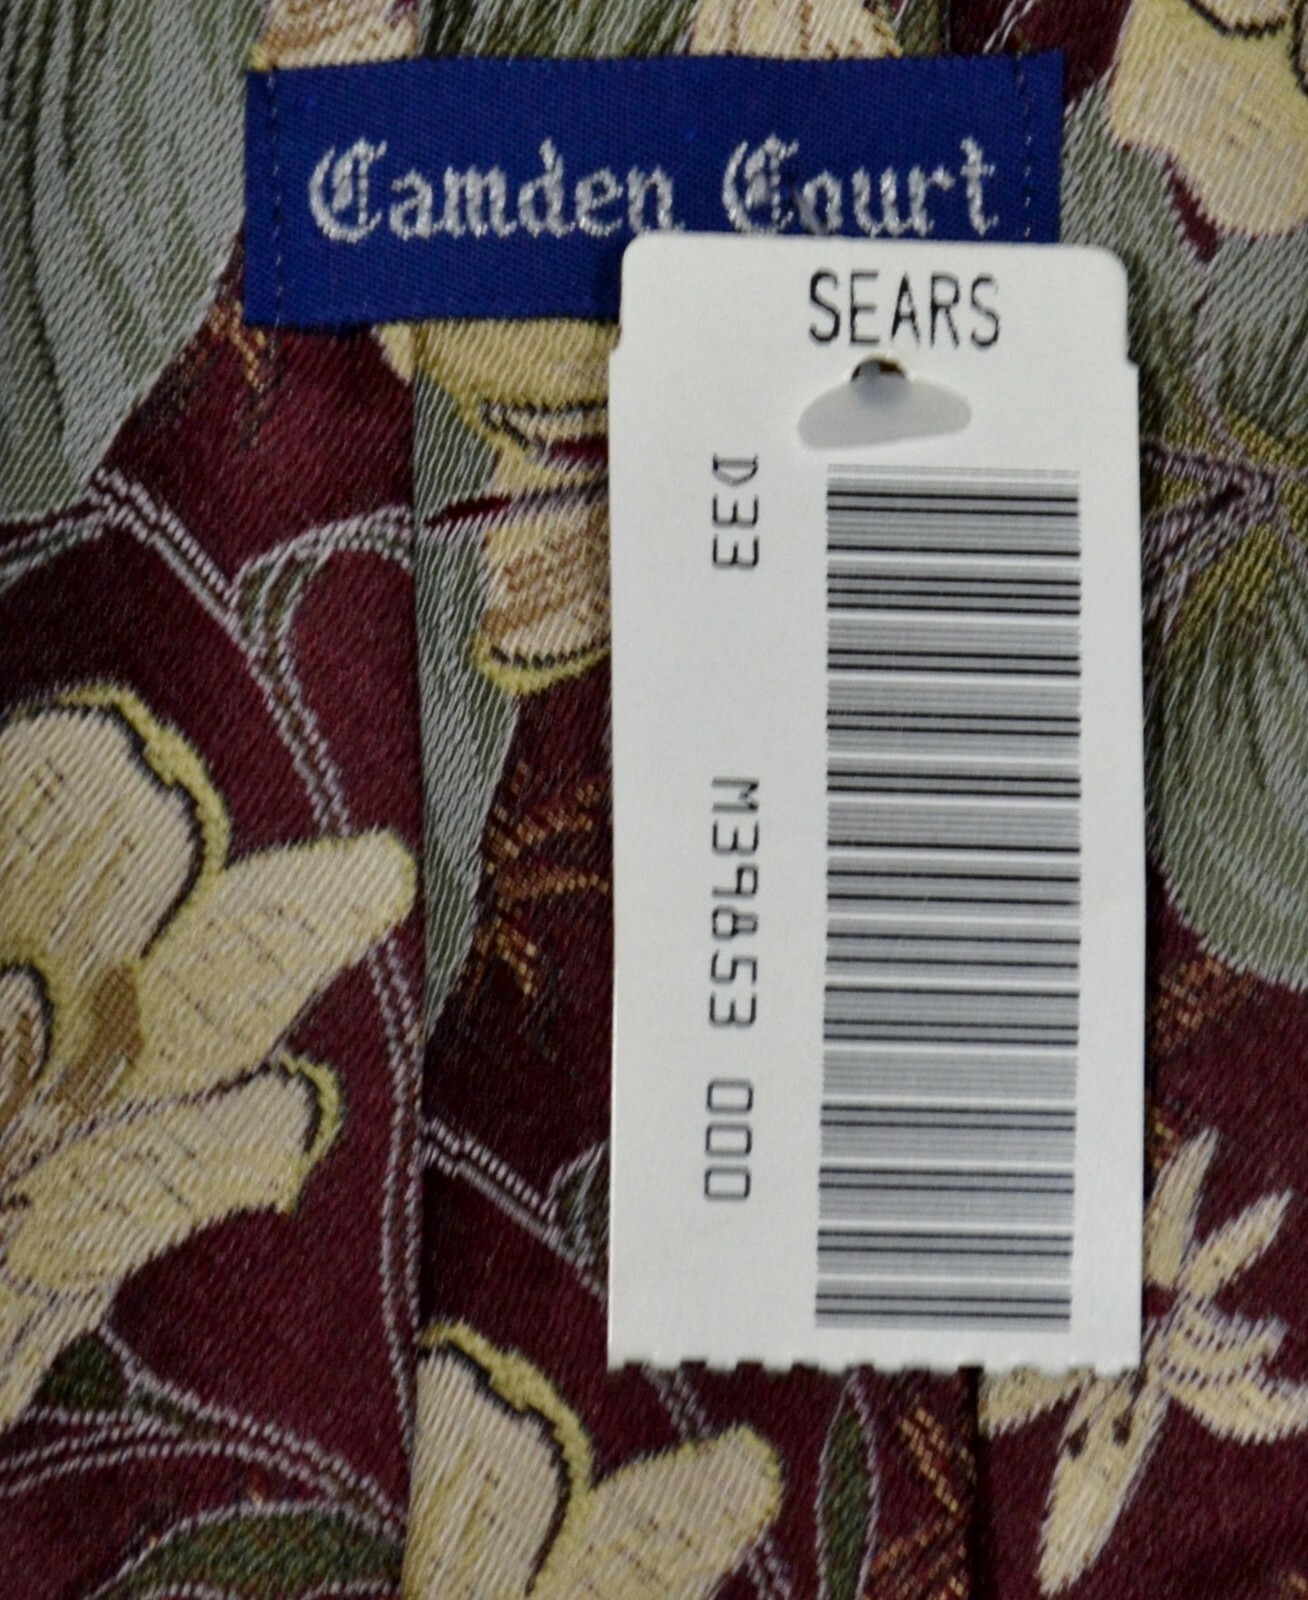 Camden Court
SEARS
D33 M39853 000